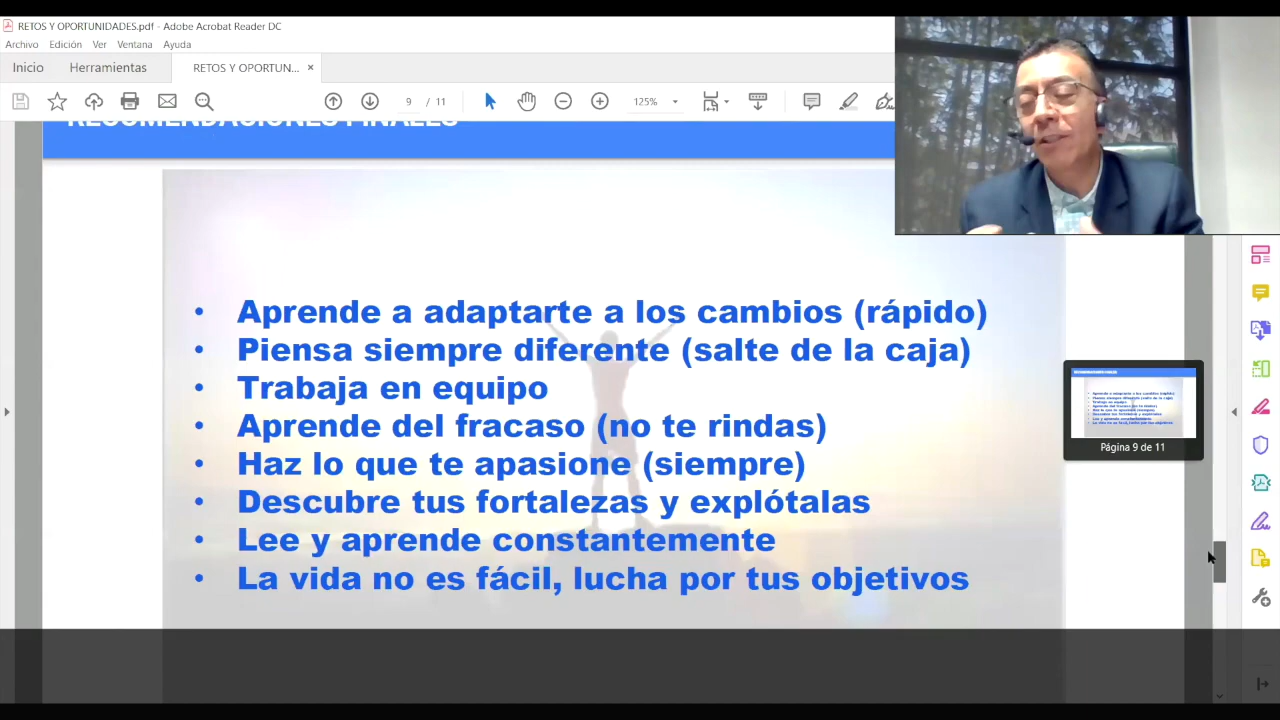 RETOS Y OPORTUNIDADES.pdf - Adobe Acrobat Reader DC
Archivo Edición Ver Ventana Ayuda
Inicio Herramientas RETOS Y OPORTUN... ×
9 / 11 125%
RECOMENDACIONES FINALES
• Aprende a adaptarte a los cambios (rápido)
• Piensa siempre diferente (salte de la caja)
• Trabaja en equipo
• Aprende del fracaso (no te rindas)
• Haz lo que te apasione (siempre)
• Descubre tus fortalezas y explótalas
• Lee y aprende constantemente
• La vida no es fácil, lucha por tus objetivos
Página 9 de 11